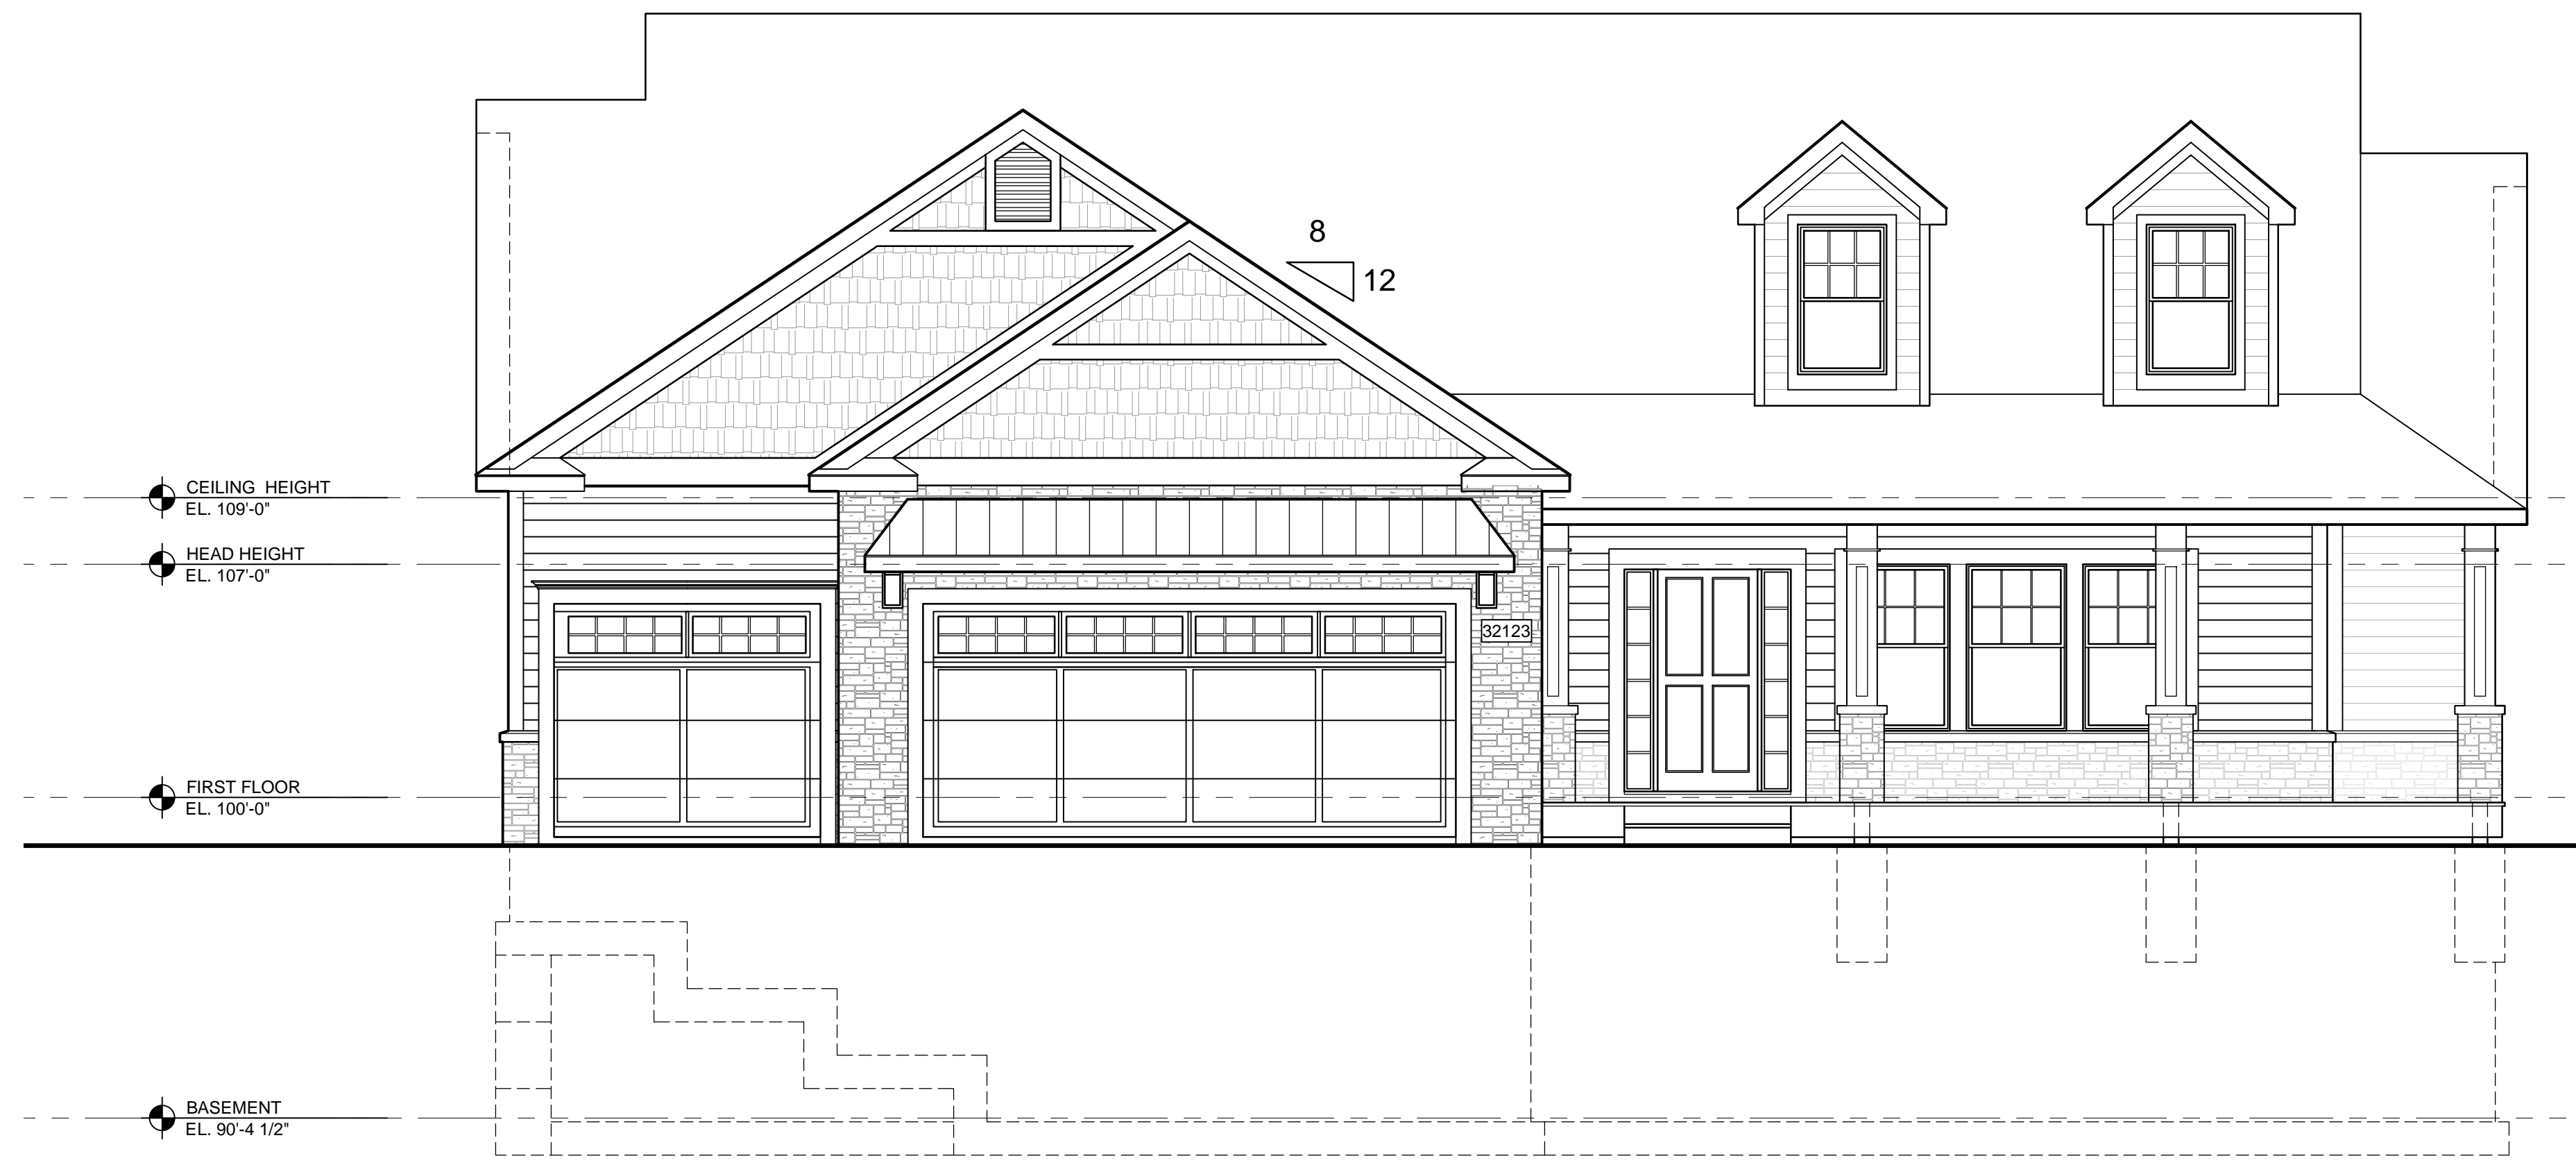 8
12
CEILING  HEIGHT
EL. 109'-0"
HEAD HEIGHT
EL. 107'-0"
32123
FIRST FLOOR
EL. 100'-0"
BASEMENT
EL. 90'-4 1/2"